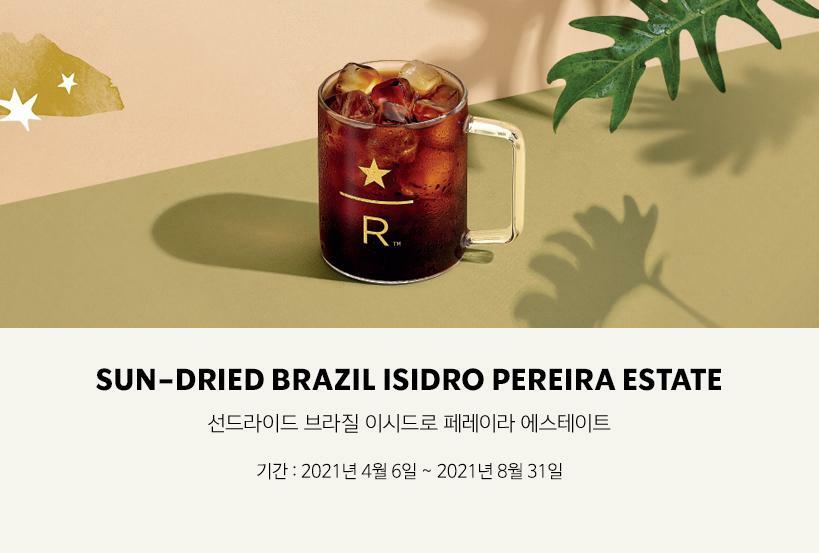 R™
SUN-DRIED BRAZIL ISIDRO PEREIRA ESTATE
선드라이드 브라질 이시드로 페레이라 에스테이트
기간 : 2021년 4월 6일 ~ 2021년 8월 31일